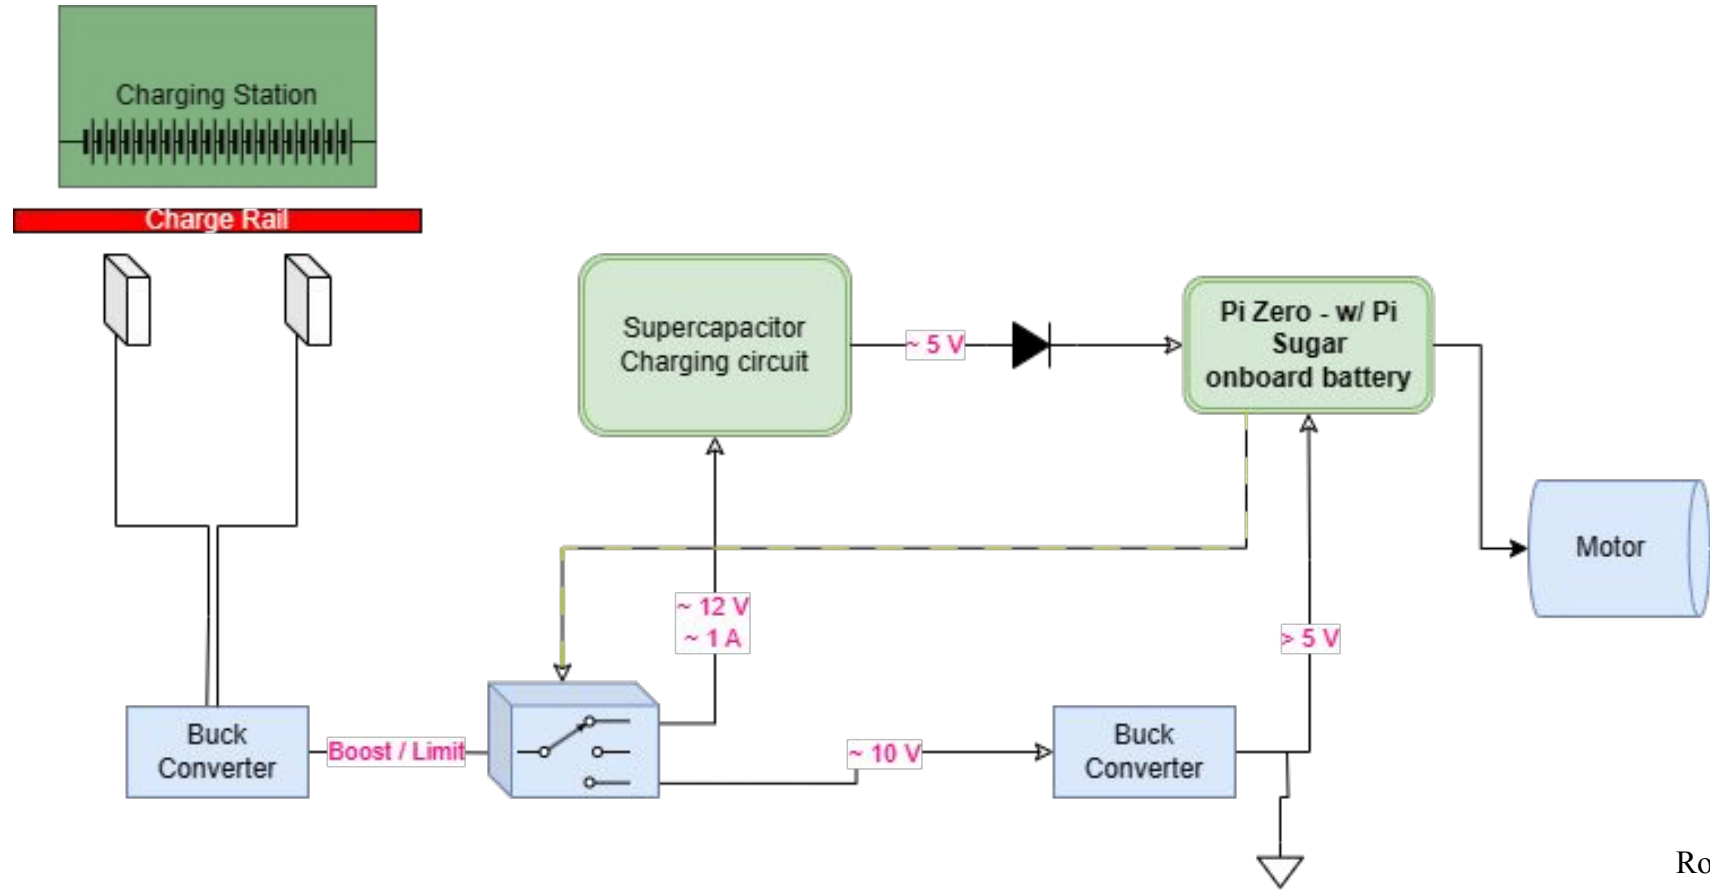 Charging Station
Charge Rail
Supercapacitor
Charging circuit
~ 5 V
Pi Zero - w/ Pi
Sugar
onboard battery
Motor
~ 12 V
~ 1 A
> 5 V
Buck
Converter
Boost / Limit
~ 10 V
Buck
Converter
Ro